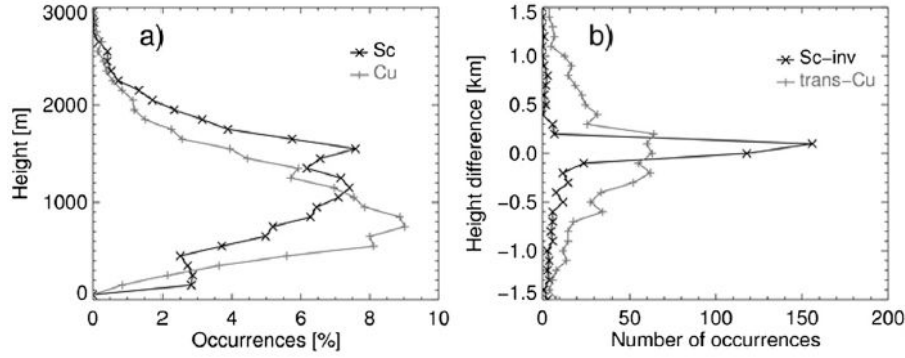 a)
Sc
Cu
Height [m]
3000
2000
1000
0
0 2 4 6 8 10
Occurrences [%]
b)
Sc-inv
trans-Cu
Height difference [km]
1.5
1.0
0.5
0.0
-0.5
-1.0
-1.5
0 50 100 150 200
Number of occurrences